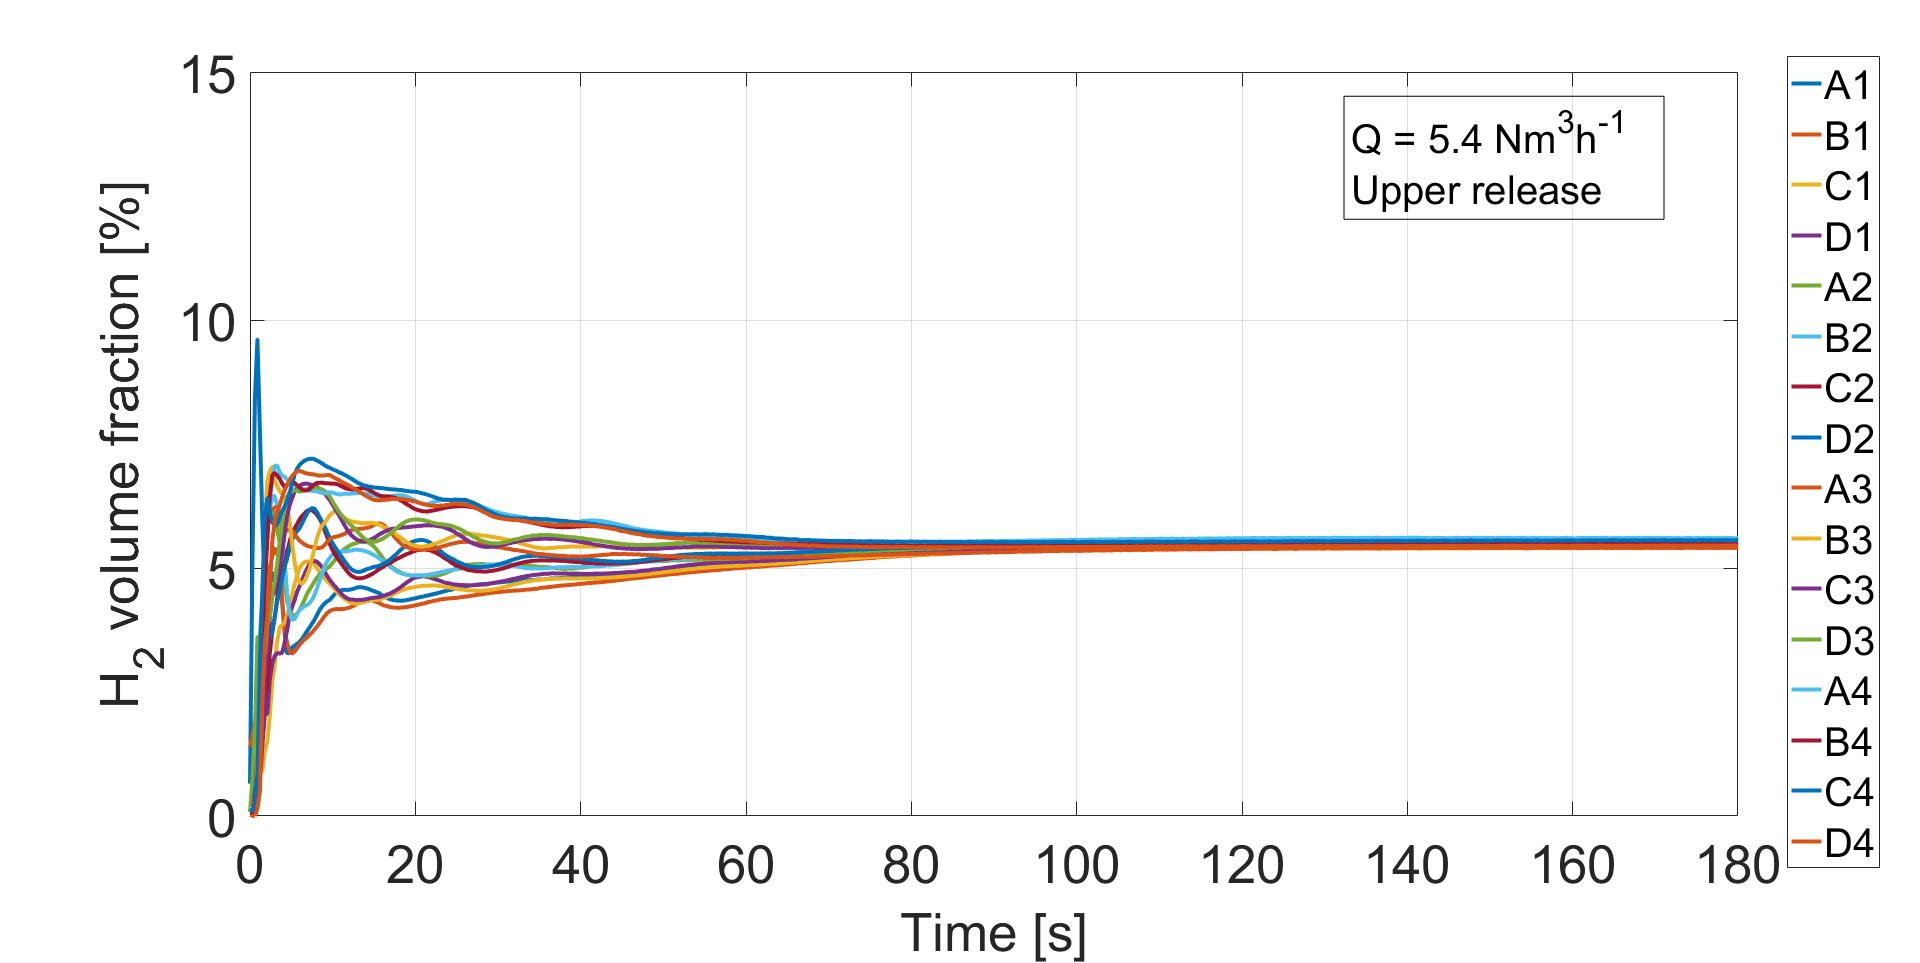 H2 volume fraction [%]
15
10
5
0
Q = 5.4 Nm3h-1
Upper release
0 20 40 60 80 100 120 140 160 180
Time [s]
A1
B1
C1
D1
A2
B2
C2
D2
A3
B3
C3
D3
A4
B4
C4
D4